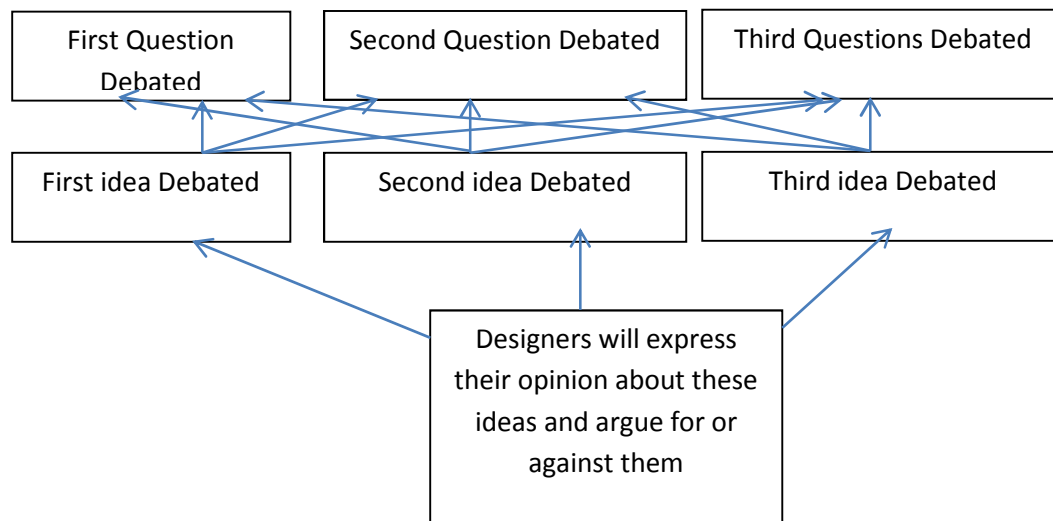 First Question
Debated
Second Question Debated
Third Questions Debated
First idea Debated
Second idea Debated
Third idea Debated
Designers will express
their opinion about these
ideas and argue for or
against them